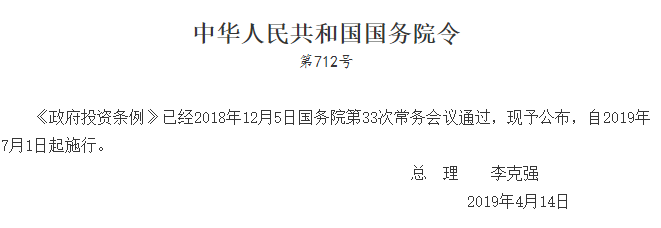 中华人民共和国国务院令
第712号
《政府投资条例》已经2018年12月5日国务院第33次常务会议通过，现予公布，自2019年
7月1日起施行。
总 理 李克强
2019年4月14日